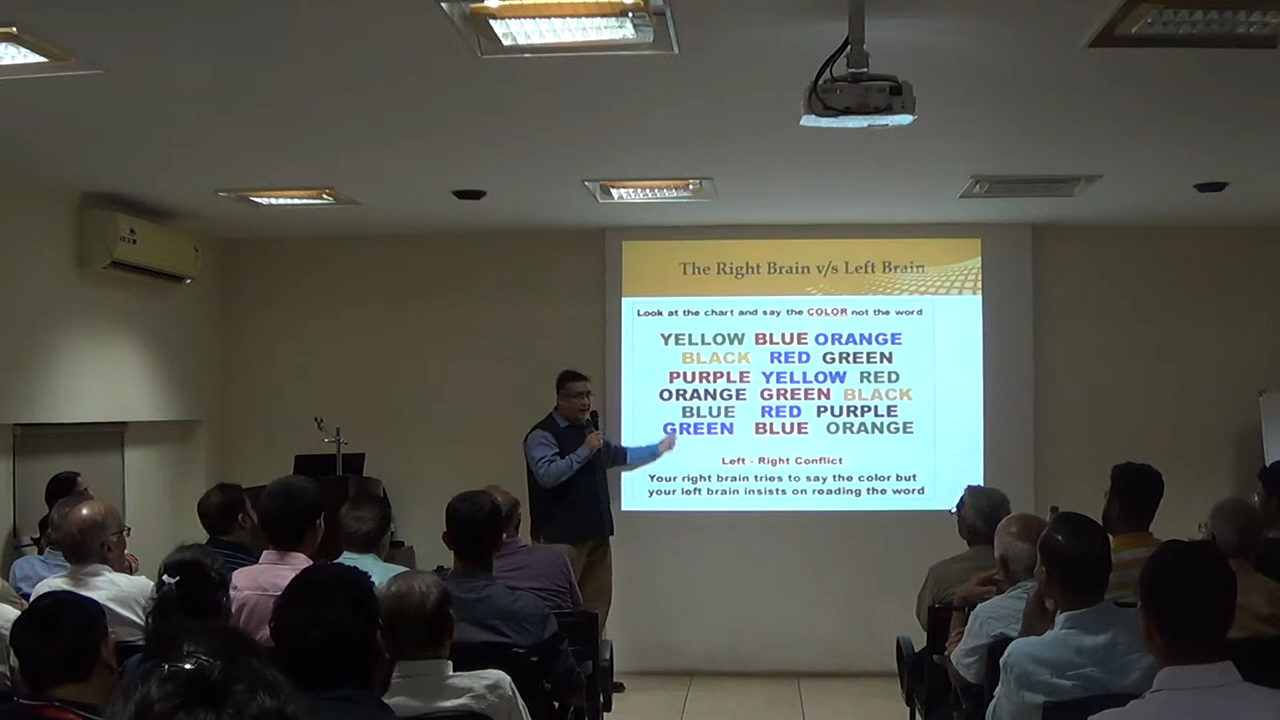 The Right Brain v/s Left Brain
Look at the chart and say the COLOR not the word
YELLOW BLUE ORANGE
BLACK RED GREEN
PURPLE YELLOW RED
ORANGE GREEN BLACK
BLUE RED PURPLE
GREEN BLUE ORANGE
Left - Right Conflict
Your right brain tries to say the color but
your left brain insists on reading the word